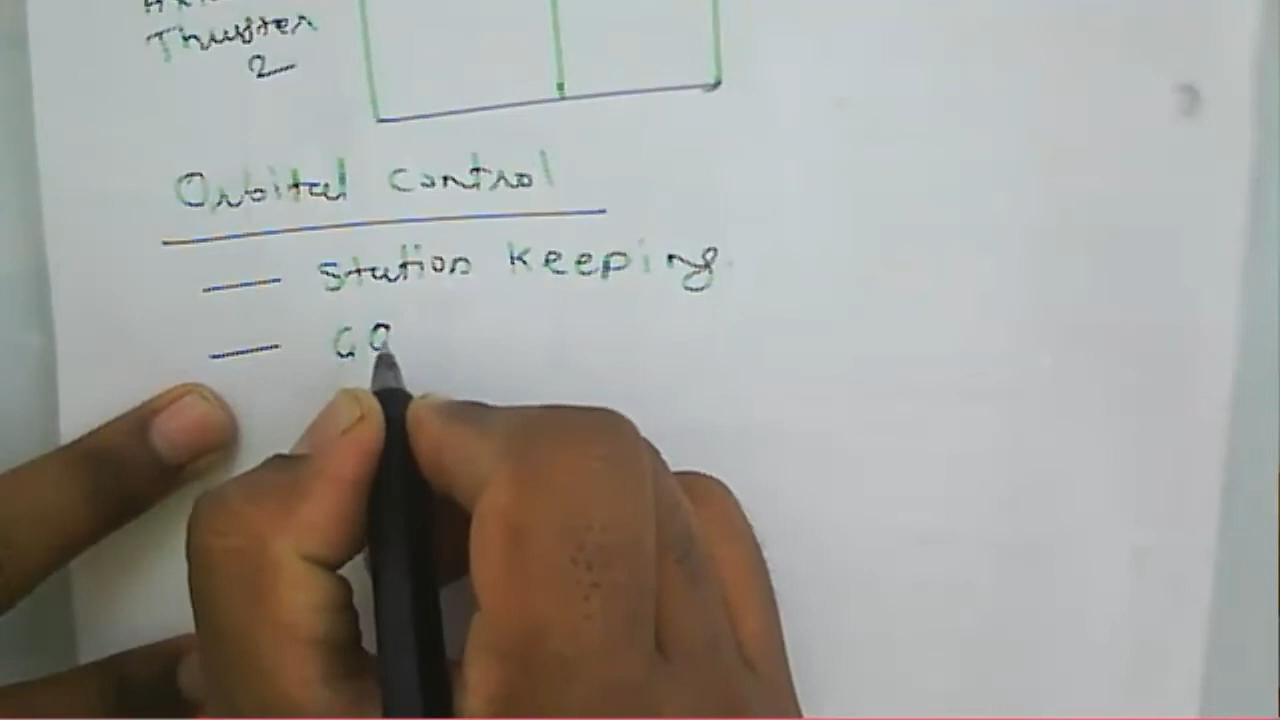 Thruster
2
Orbital control
— Station Keeping
— G